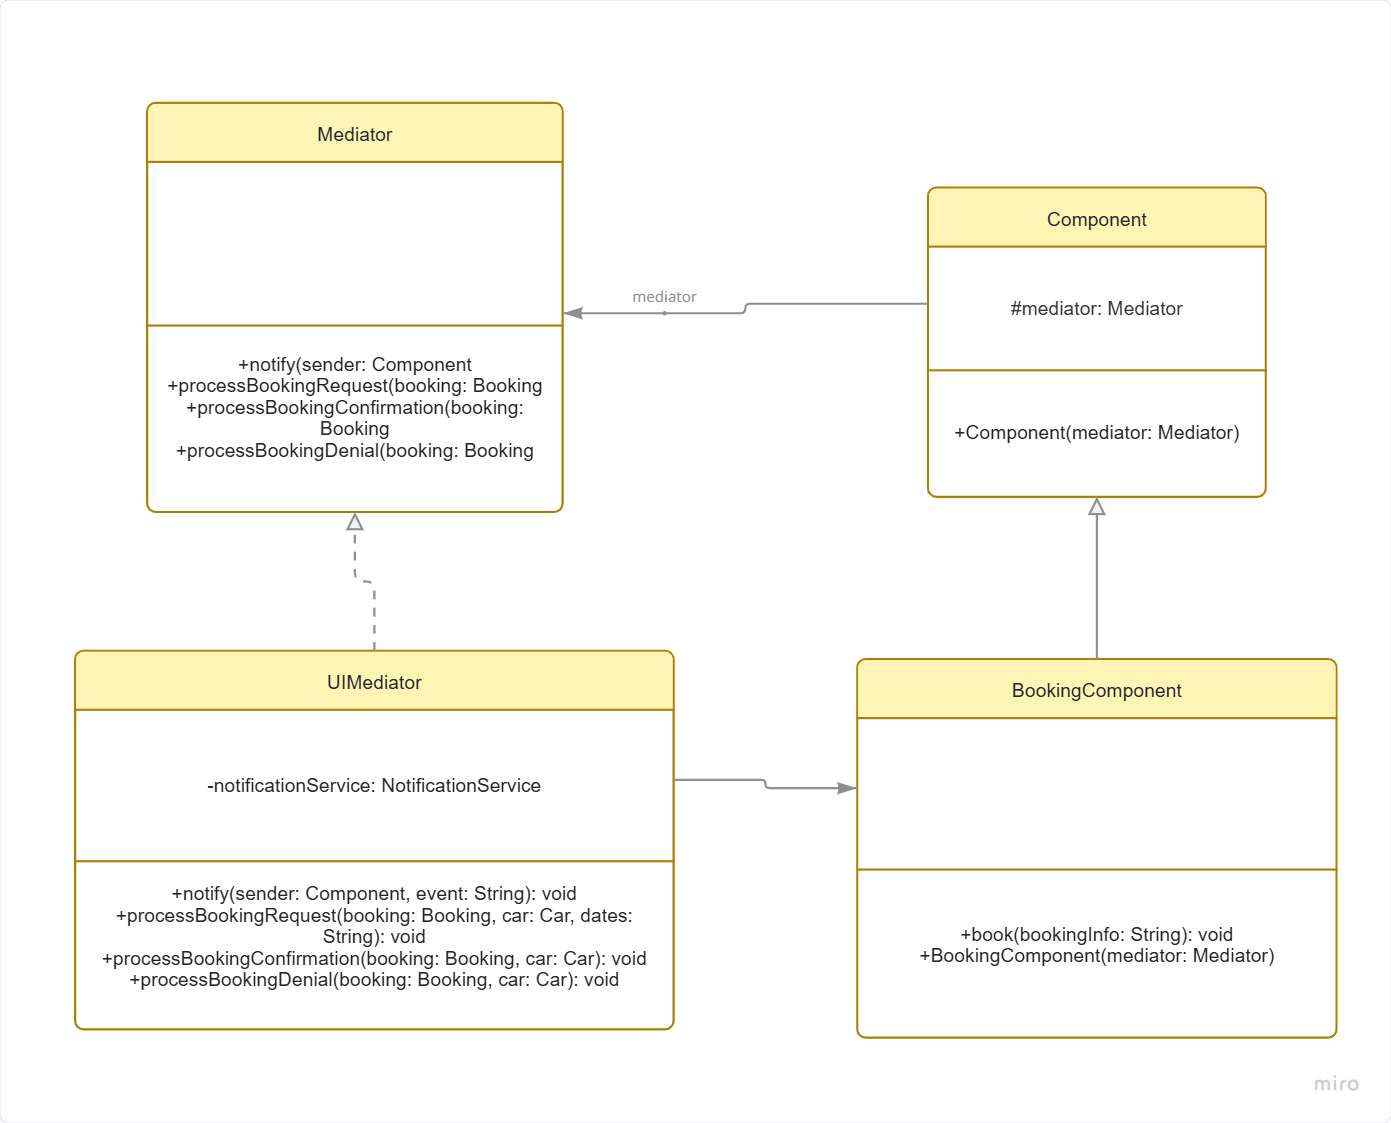 Mediator
+notify(sender: Component
+processBookingRequest(booking: Booking
+processBookingConfirmation(booking:
Booking
+processBookingDenial(booking: Booking
mediator
Component
#mediator: Mediator
+Component(mediator: Mediator)
UIMediator
-notificationService: NotificationService
+notify(sender: Component, event: String): void
+processBookingRequest(booking: Booking, car: Car, dates:
String): void
+processBookingConfirmation(booking: Booking, car: Car): void
+processBookingDenial(booking: Booking, car: Car): void
BookingComponent
+book(bookingInfo: String): void
+BookingComponent(mediator: Mediator)
miro